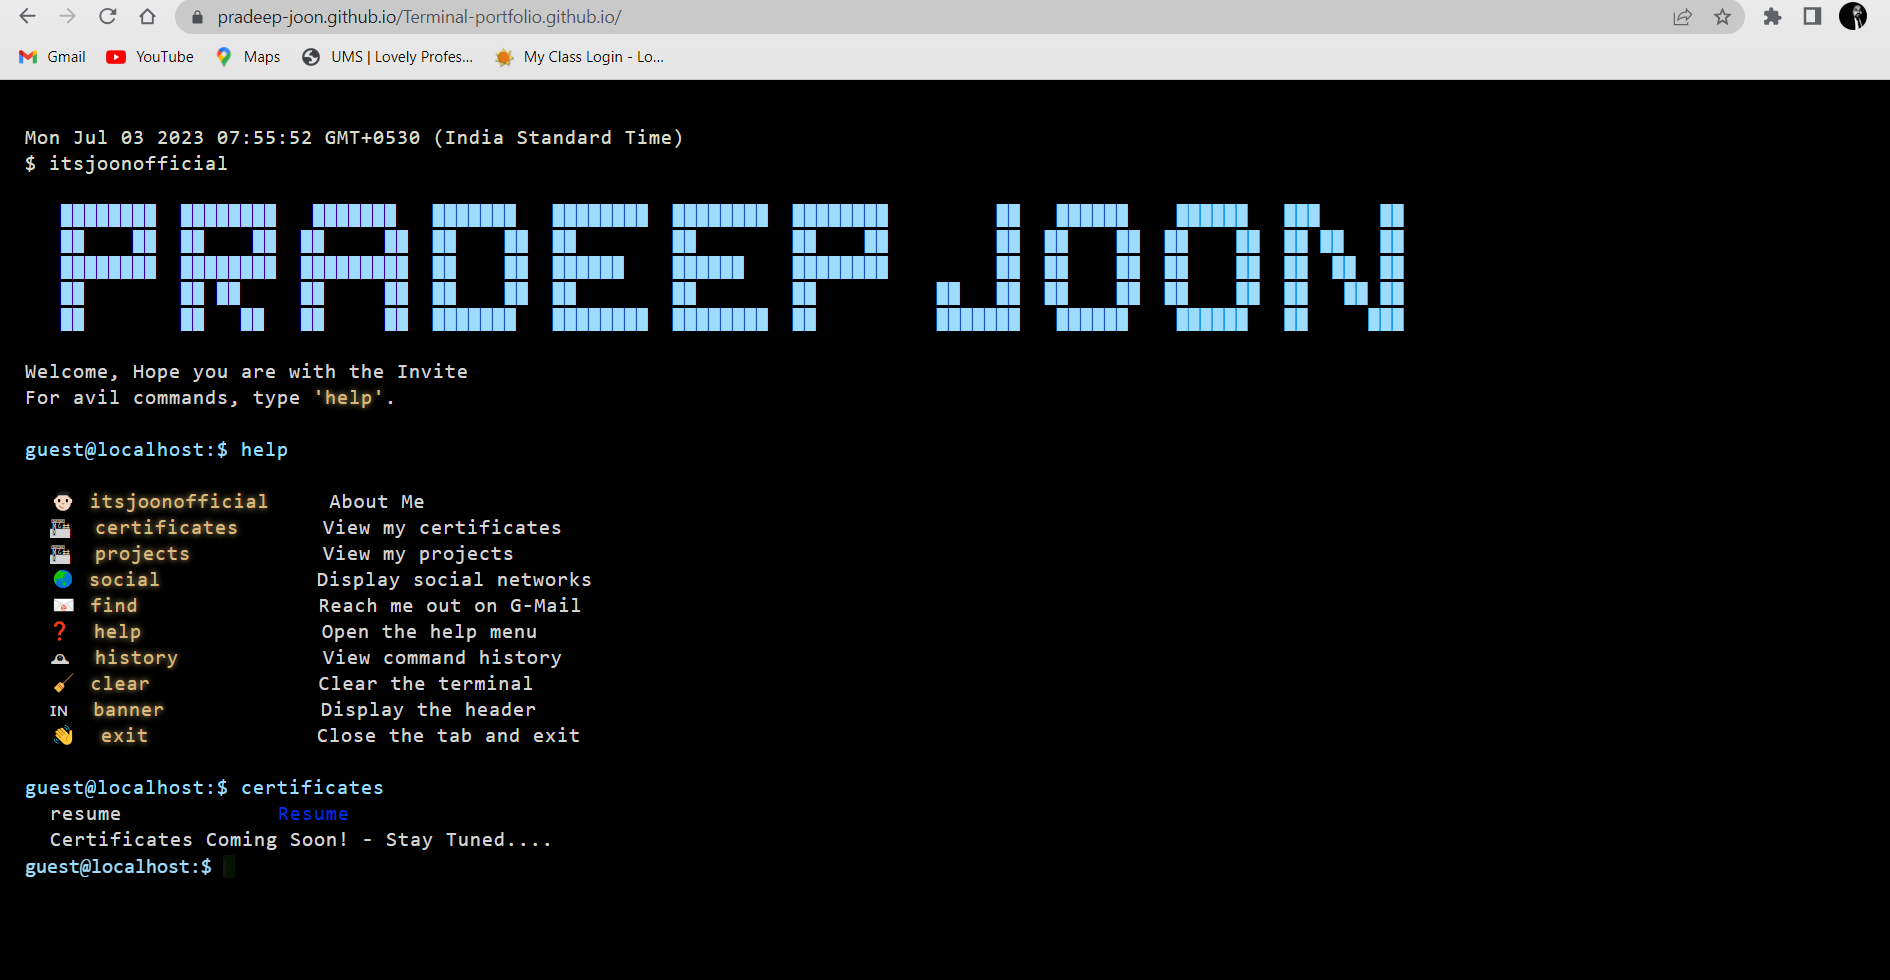 pradeep-joon.github.io/Terminal-portfolio.github.io/
Gmail YouTube Maps UMS | Lovely Profes... My Class Login - Lo...
Mon Jul 03 2023 07:55:52 GMT+0530 (India Standard Time)
$ itsjoonofficial
PRADEEP JOON
Welcome, Hope you are with the Invite
For avil commands, type 'help'.
guest@localhost:$ help
itsjoonofficial About Me
certificates View my certificates
projects View my projects
social Display social networks
find Reach me out on G-Mail
❓ help Open the help menu
history View command history
clear Clear the terminal
IN banner Display the header
exit Close the tab and exit
guest@localhost:$ certificates
resume Resume
Certificates Coming Soon! - Stay Tuned....
guest@localhost:$